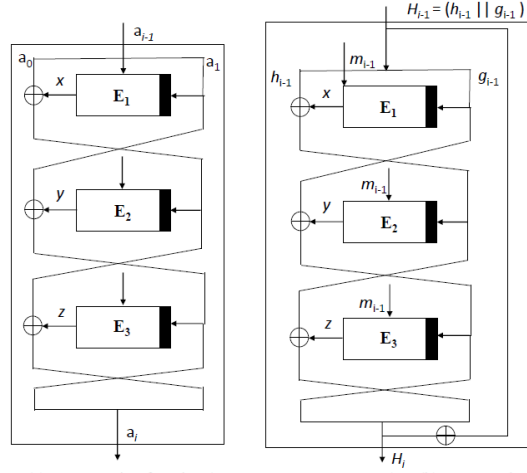 a_{i-1}
a_0
a_1
x
E_1
y
E_2
z
E_3
a_i
H_{i-1} = (h_{i-1} || g_{i-1})
m_{i-1}
h_{i-1}
g_{i-1}
x
E_1
m_{i-1}
y
E_2
m_{i-1}
z
E_3
H_i